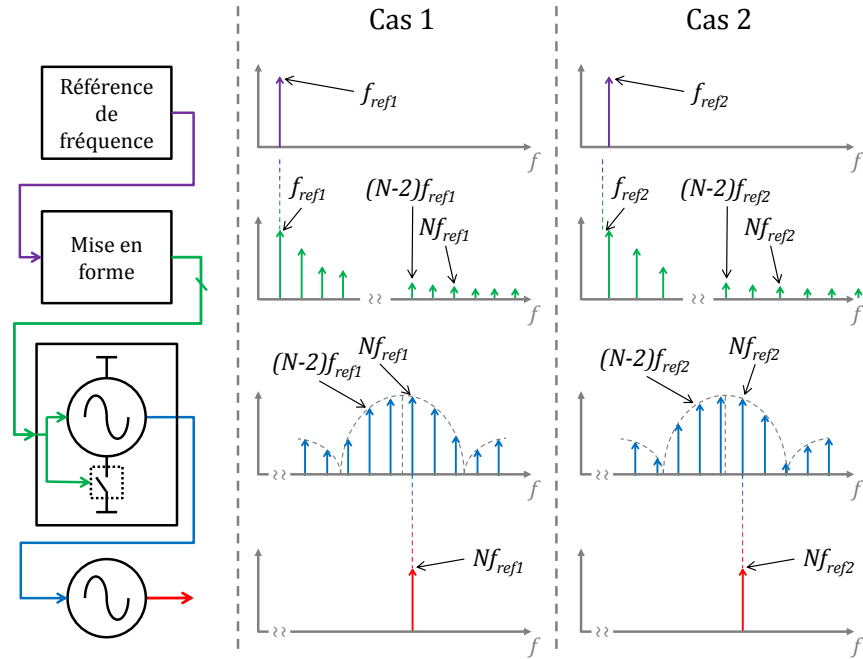 Cas 1
Cas 2
Référence
de
fréquence
f_ref1
f
f_ref2
f
Mise en
forme
f_ref1
(N-2)f_ref1
Nf_ref1
f
f_ref2
(N-2)f_ref2
Nf_ref2
f
(N-2)f_ref1
Nf_ref1
f
(N-2)f_ref2
Nf_ref2
f
Nf_ref1
f
Nf_ref2
f